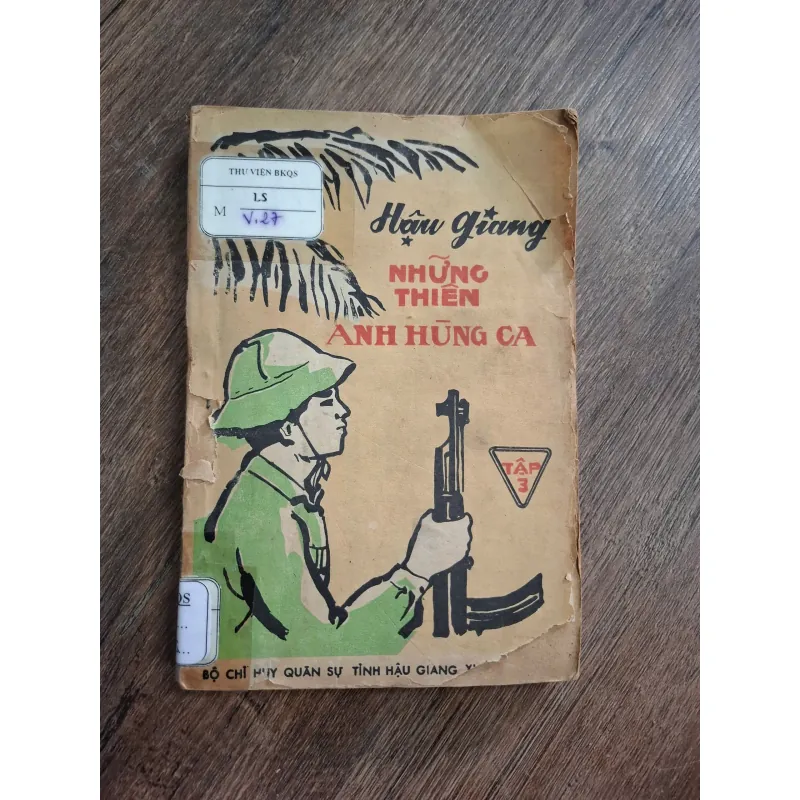 THƯ VIỆN BKQS
LS
M
V.27
Hậu Giang
NHỮNG
THIÊN
ANH HÙNG CA
TẬP
3
QS
BỘ CHỈ HUY QUÂN SỰ TỈNH HẬU GIANG